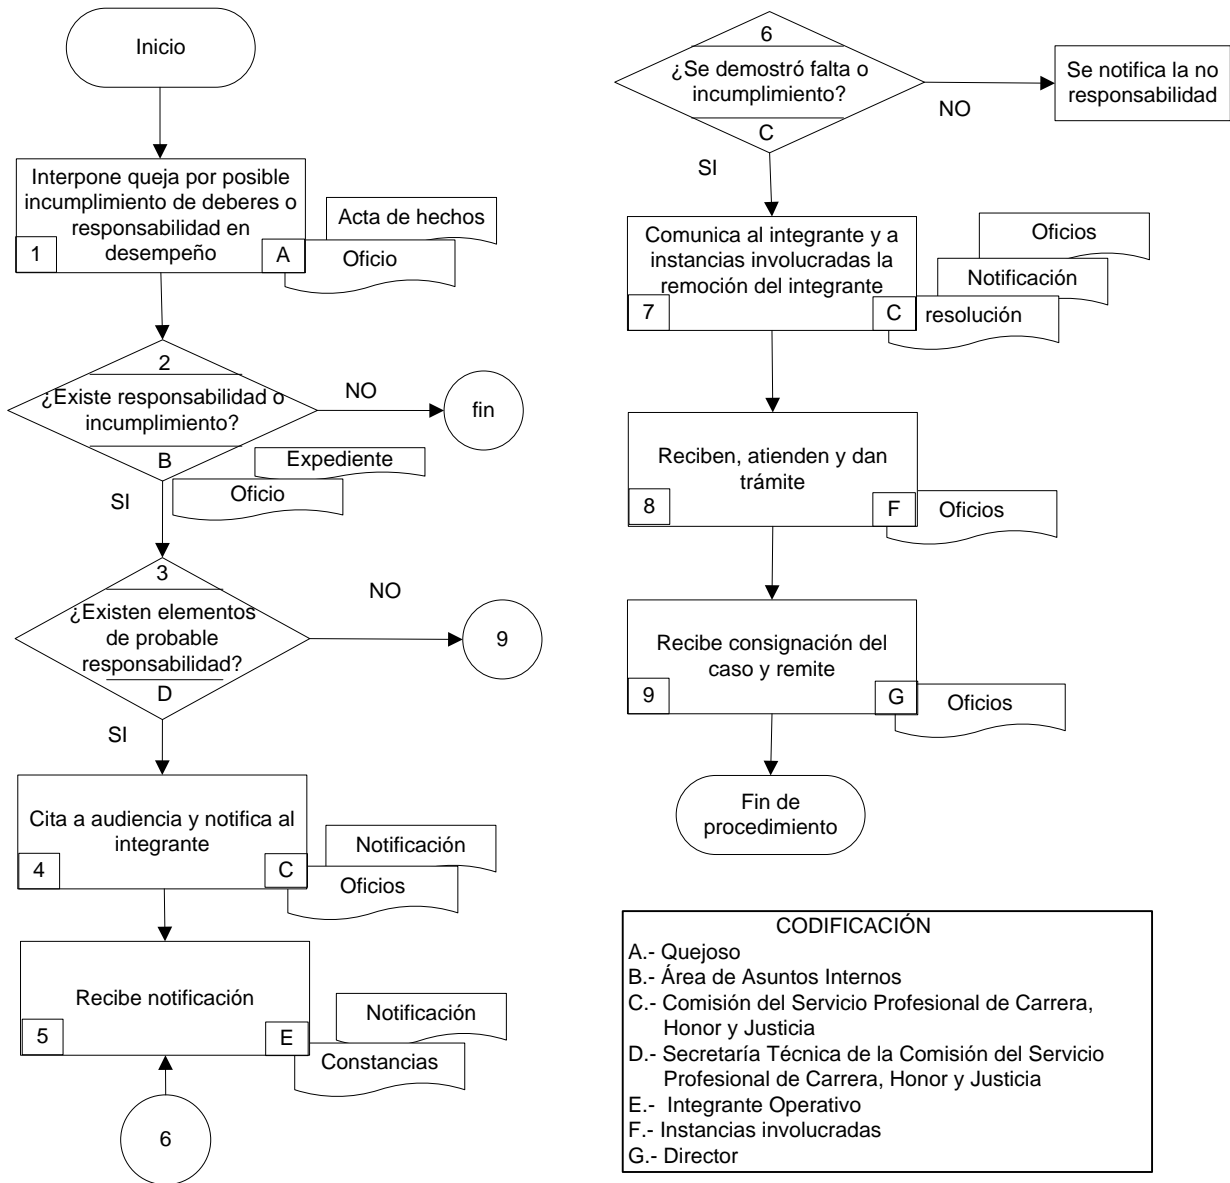 Inicio
Interpone queja por posible
incumplimiento de deberes o
responsabilidad en
desempeño
1
A
Acta de hechos
Oficio
2
¿Existe responsabilidad o
incumplimiento?
B
NO
fin
Expediente
Oficio
SI
3
¿Existen elementos
de probable
responsabilidad?
D
NO
9
SI
Cita a audiencia y notifica al
integrante
4
C
Notificación
Oficios
Recibe notificación
5
E
Notificación
Constancias
6
6
¿Se demostró falta o
incumplimiento?
C
NO
Se notifica la no
responsabilidad
SI
Comunica al integrante y a
instancias involucradas la
remoción del integrante
7
C
Oficios
Notificación
resolución
Reciben, atienden y dan
trámite
8
F
Oficios
Recibe consignación del
caso y remite
9
G
Oficios
Fin de
procedimiento
CODIFICACIÓN
A.- Quejoso
B.- Área de Asuntos Internos
C.- Comisión del Servicio Profesional de Carrera,
Honor y Justicia
D.- Secretaría Técnica de la Comisión del Servicio
Profesional de Carrera, Honor y Justicia
E.- Integrante Operativo
F.- Instancias involucradas
G.- Director